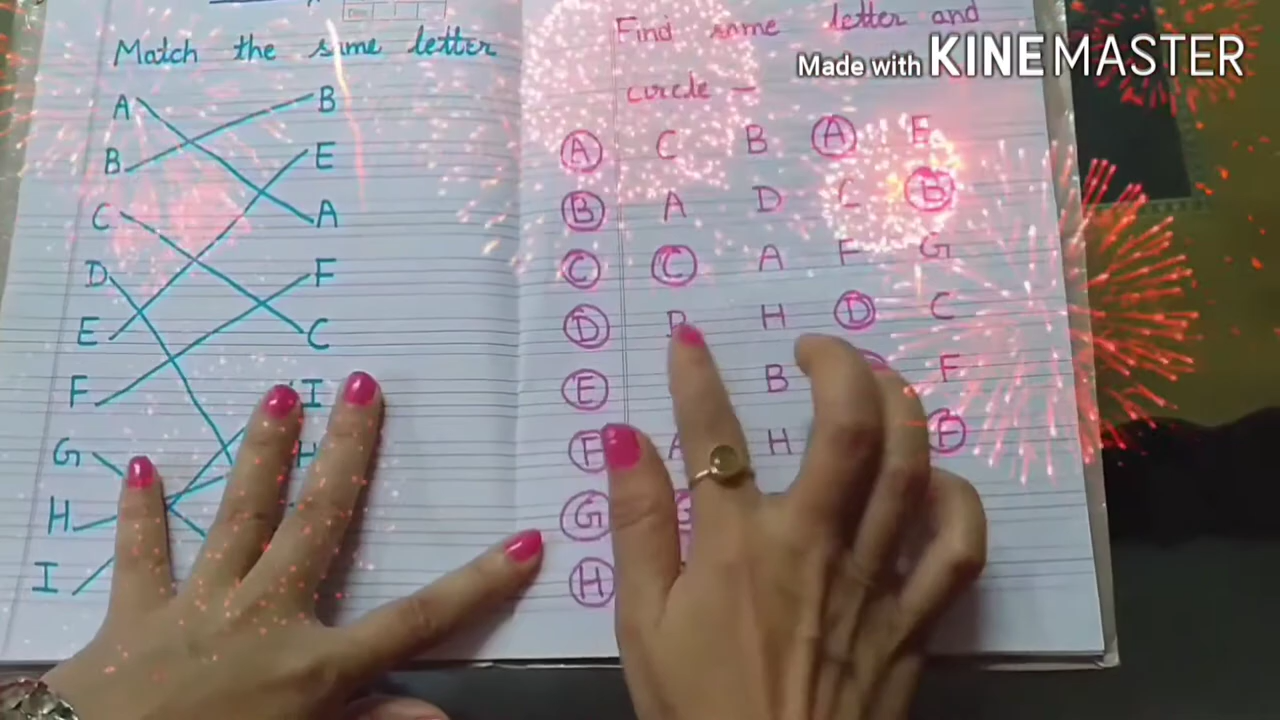 Match the same letter
A B
B E
C A
D F
E C
F I
G H
H
I
Find same letter and
circle —
A C B A E
B A D C B
C C A F G
D B H D C
E B F
F A H F
G G
H
Made with KINEMASTER